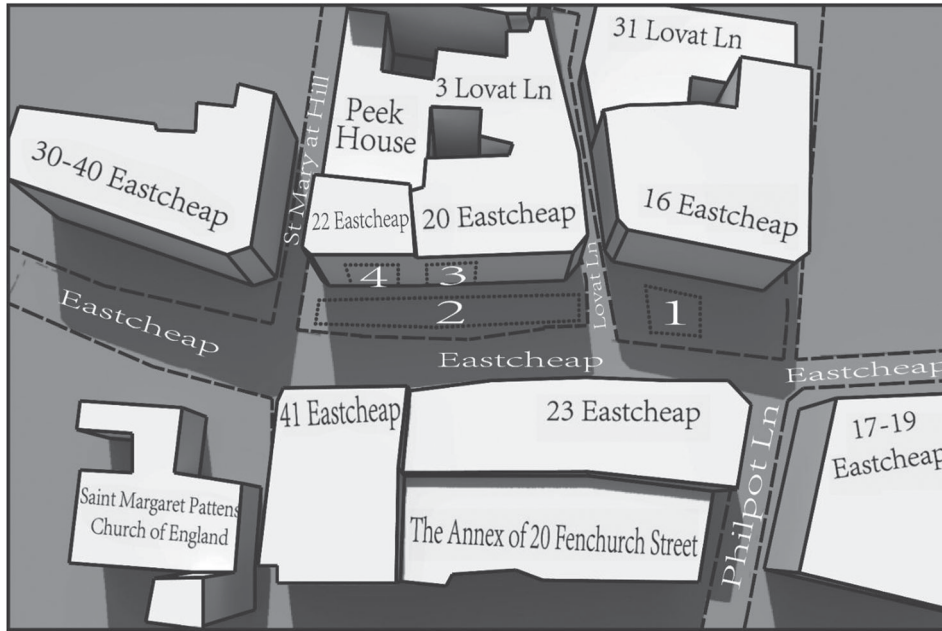 31 Lovat Ln
3 Lovat Ln
Peek
House
St Mary at Hill
30-40 Eastcheap
22 Eastcheap
20 Eastcheap
16 Eastcheap
Lovat Ln
4
3
2
1
Eastcheap
Eastcheap
Eastcheap
41 Eastcheap
23 Eastcheap
17-19
Eastcheap
Philpot Ln
Saint Margaret Pattens
Church of England
The Annex of 20 Fenchurch Street